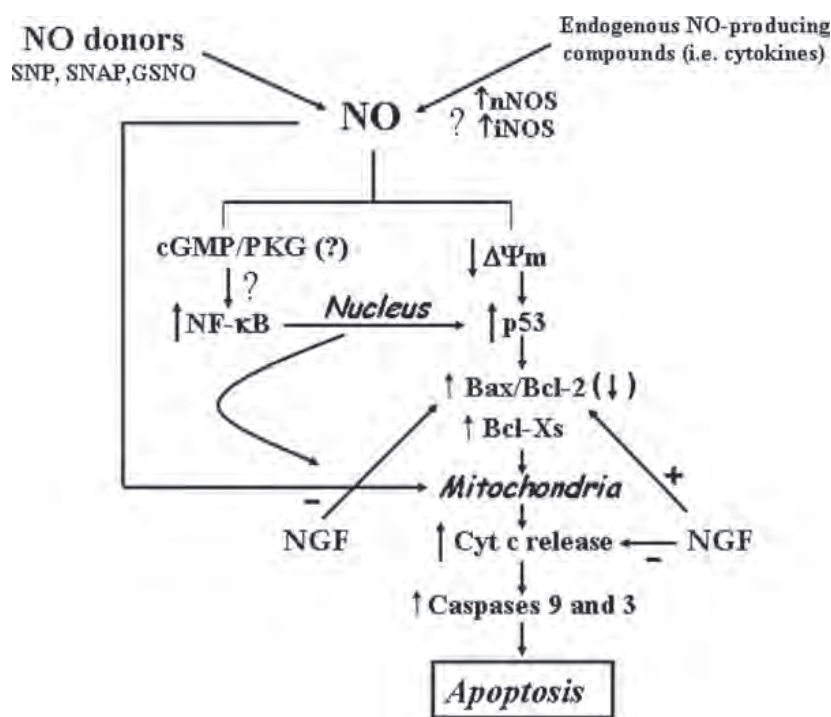 NO donors
SNP, SNAP,GSNO
Endogenous NO-producing
compounds (i.e. cytokines)
NO
? ↑nNOS
↑iNOS
cGMP/PKG (?)
↓ ΔΨm
?
↑NF-κB
Nucleus
↑ p53
↑ Bax/Bcl-2 (↓)
↑ Bcl-Xs
+
–
Mitochondria
NGF
↑ Cyt c release
–
NGF
↑ Caspases 9 and 3
Apoptosis